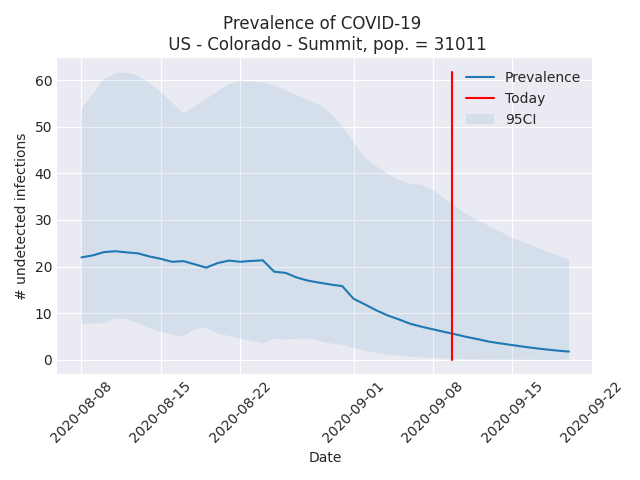 Prevalence of COVID-19
US - Colorado - Summit, pop. = 31011
# undetected infections
60
50
40
30
20
10
0
Prevalence
Today
95CI
2020-08-08
2020-08-15
2020-08-22
2020-09-01
2020-09-08
2020-09-15
2020-09-22
Date